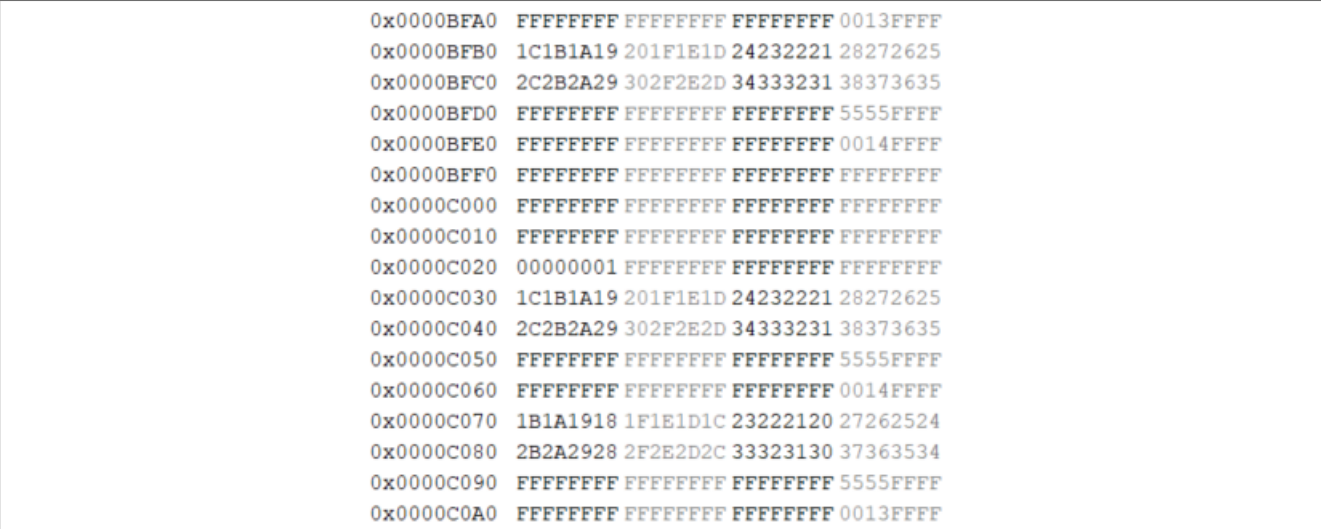 0x0000BFA0 FFFFFFFF FFFFFFFF FFFFFFFF 0013FFFF
0x0000BFB0 1C1B1A19 201F1E1D 24232221 28272625
0x0000BFC0 2C2B2A29 302F2E2D 34333231 38373635
0x0000BFD0 FFFFFFFF FFFFFFFF FFFFFFFF 5555FFFF
0x0000BFE0 FFFFFFFF FFFFFFFF FFFFFFFF 0014FFFF
0x0000BFF0 FFFFFFFF FFFFFFFF FFFFFFFF FFFFFFFF
0x0000C000 FFFFFFFF FFFFFFFF FFFFFFFF FFFFFFFF
0x0000C010 FFFFFFFF FFFFFFFF FFFFFFFF FFFFFFFF
0x0000C020 00000001 FFFFFFFF FFFFFFFF FFFFFFFF
0x0000C030 1C1B1A19 201F1E1D 24232221 28272625
0x0000C040 2C2B2A29 302F2E2D 34333231 38373635
0x0000C050 FFFFFFFF FFFFFFFF FFFFFFFF 5555FFFF
0x0000C060 FFFFFFFF FFFFFFFF FFFFFFFF 0014FFFF
0x0000C070 1B1A1918 1F1E1D1C 23222120 27262524
0x0000C080 2B2A2928 2F2E2D2C 33323130 37363534
0x0000C090 FFFFFFFF FFFFFFFF FFFFFFFF 5555FFFF
0x0000C0A0 FFFFFFFF FFFFFFFF FFFFFFFF 0013FFFF